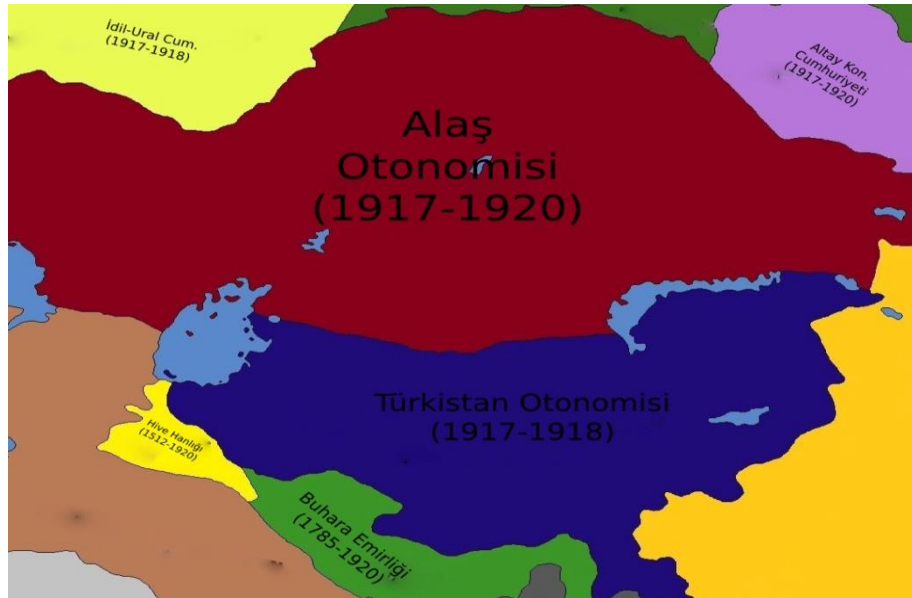 İdil-Ural Cum.
(1917-1918)
Altay Kon.
Cumhuriyeti
(1917-1920)
Alaş
Otonomisi
(1917-1920)
Türkistan Otonomisi
(1917-1918)
Hive Hanlığı
(1512-1920)
Buhara Emirliği
(1785-1920)